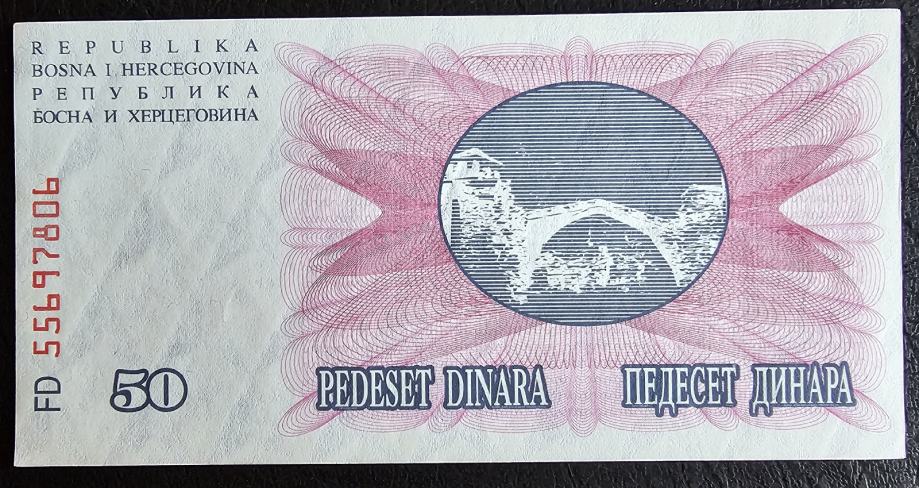 REPUBLIKA
BOSNA I HERCEGOVINA
РЕПУБЛИКА
БОСНА И ХЕРЦЕГОВИНА
FD 55697806
50
PEDESET DINARA
ПЕДЕСЕТ ДИНАРА